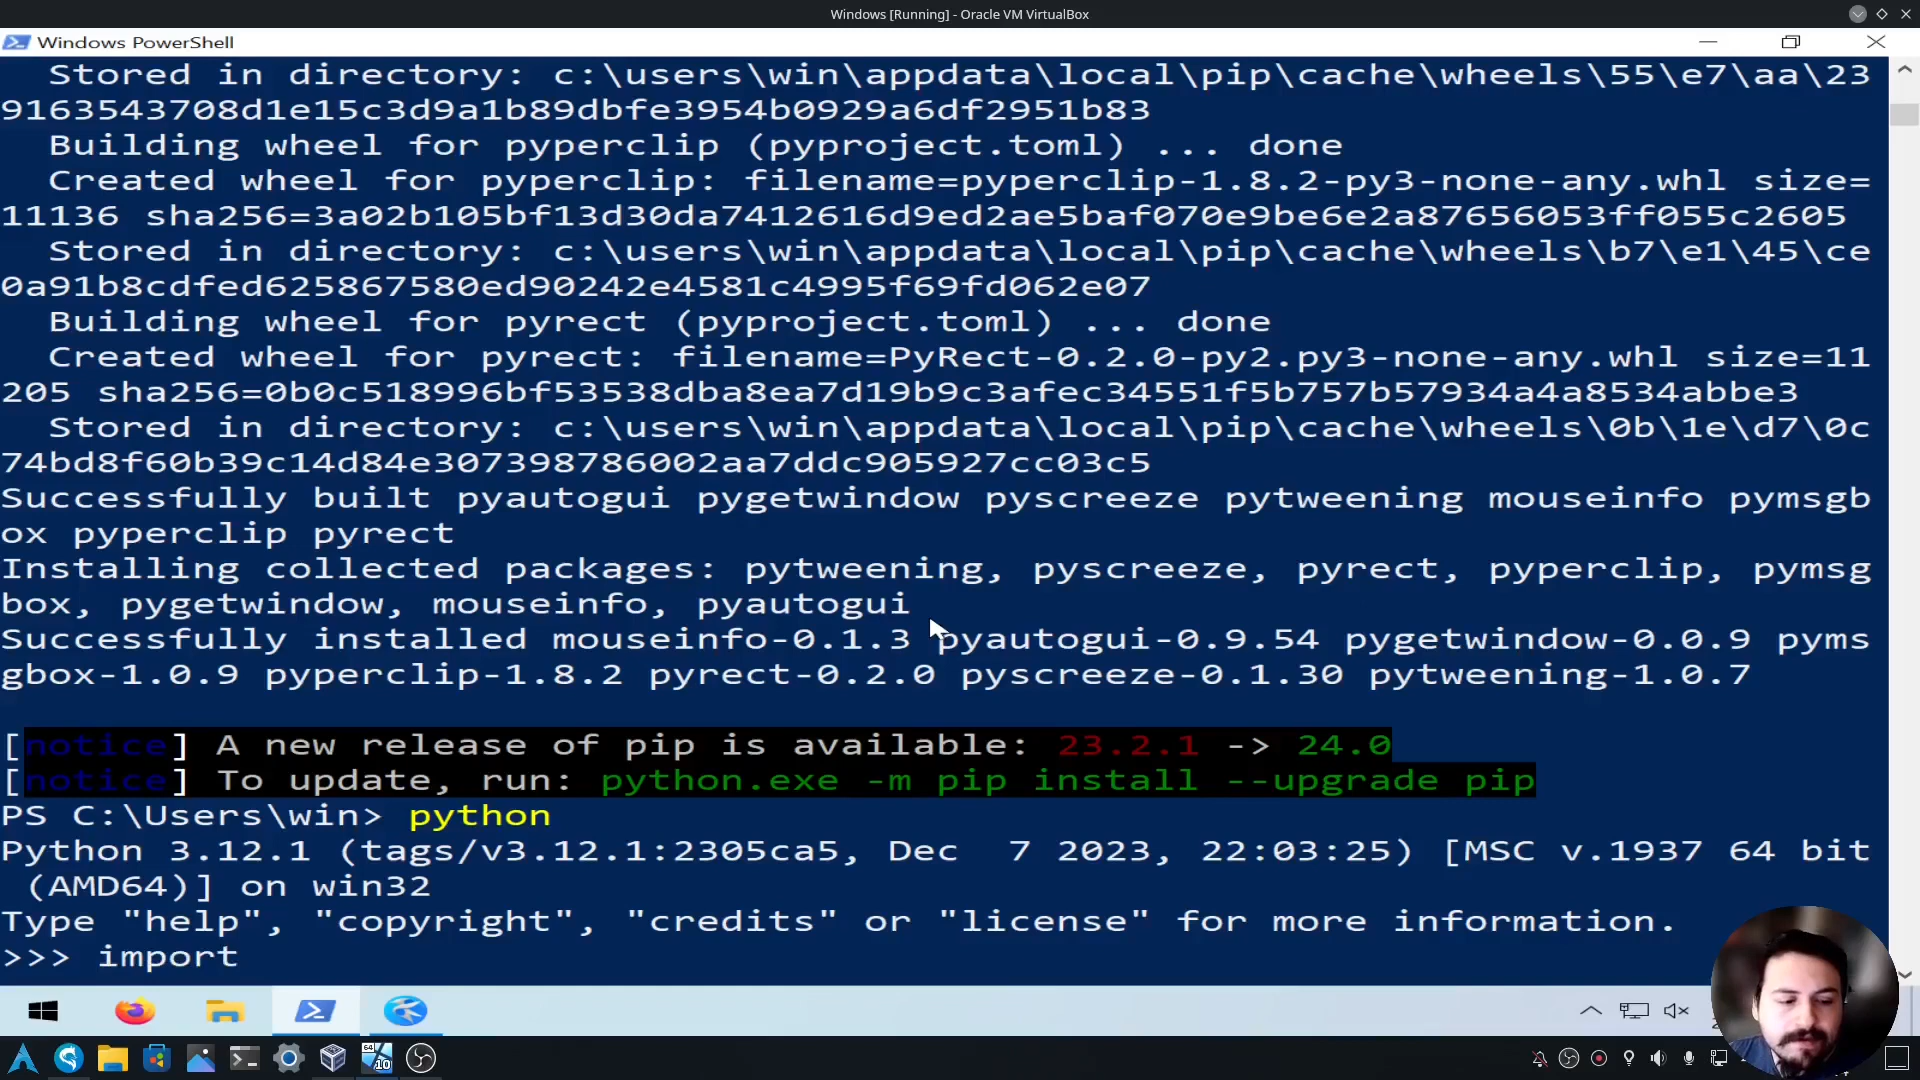 Windows [Running] - Oracle VM VirtualBox
Windows PowerShell
Stored in directory: c:\users\win\appdata\local\pip\cache\wheels\55\e7\aa\23
9163543708d1e15c3d9a1b89dbfe3954b0929a6df2951b83
Building wheel for pyperclip (pyproject.toml) ... done
Created wheel for pyperclip: filename=pyperclip-1.8.2-py3-none-any.whl size=
11136 sha256=3a02b105bf13d30da7412616d9ed2ae5baf070e9be6e2a87656053ff055c2605
Stored in directory: c:\users\win\appdata\local\pip\cache\wheels\b7\e1\45\ce
0a91b8cdfed625867580ed90242e4581c4995f69fd062e07
Building wheel for pyrect (pyproject.toml) ... done
Created wheel for pyrect: filename=PyRect-0.2.0-py2.py3-none-any.whl size=11
205 sha256=0b0c518996bf53538dba8ea7d19b9c3afec34551f5b757b57934a4a8534abbe3
Stored in directory: c:\users\win\appdata\local\pip\cache\wheels\0b\1e\d7\0c
74bd8f60b39c14d84e307398786002aa7ddc905927cc03c5
Successfully built pyautogui pygetwindow pyscreeze pytweening mouseinfo pymsgb
ox pyperclip pyrect
Installing collected packages: pytweening, pyscreeze, pyrect, pyperclip, pymsg
box, pygetwindow, mouseinfo, pyautogui
Successfully installed mouseinfo-0.1.3 pyautogui-0.9.54 pygetwindow-0.0.9 pyms
gbox-1.0.9 pyperclip-1.8.2 pyrect-0.2.0 pyscreeze-0.1.30 pytweening-1.0.7
[notice] A new release of pip is available: 23.2.1 -> 24.0
[notice] To update, run: python.exe -m pip install --upgrade pip
PS C:\Users\win> python
Python 3.12.1 (tags/v3.12.1:2305ca5, Dec  7 2023, 22:03:25) [MSC v.1937 64 bit
(AMD64)] on win32
Type "help", "copyright", "credits" or "license" for more information.
>>> import
64
10